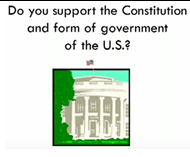 Do you support the Constitution
and form of government
of the U.S.?